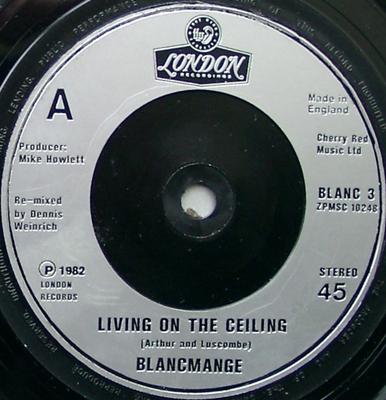 LONDON
RECORDINGS
A
Made in
England
Producer:
Mike Howlett
Cherry Red
Music Ltd
BLANC 3
ZPMSC 10248
Re-mixed
by Dennis
Weinrich
℗ 1982
LONDON
RECORDS
STEREO
45
LIVING ON THE CEILING
(Arthur and Luscombe)
BLANCMANGE